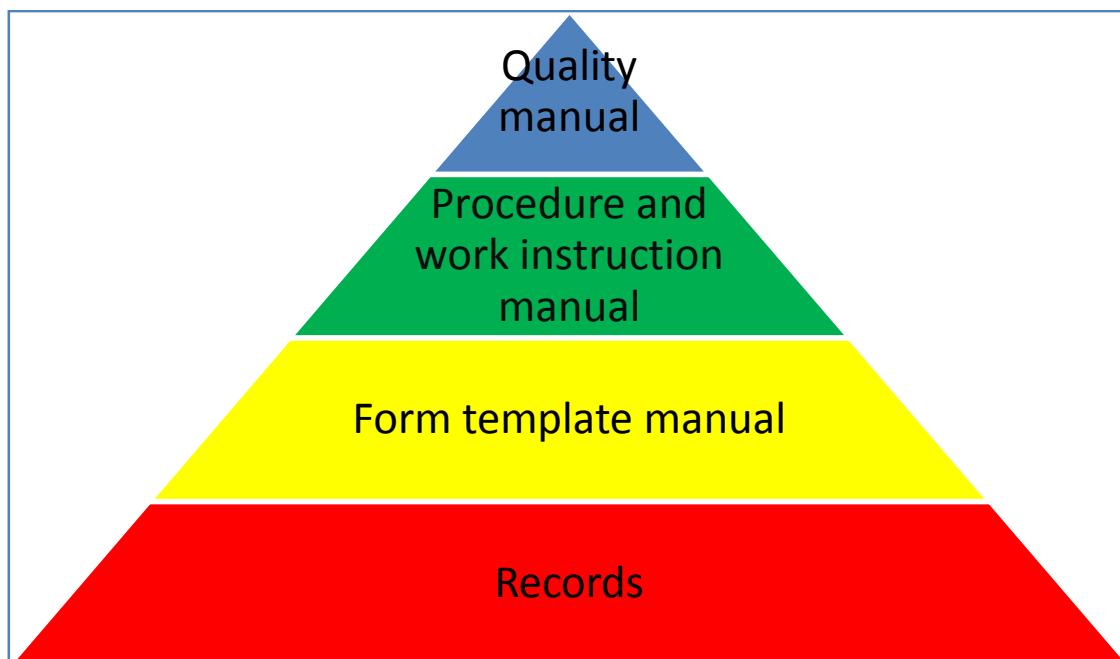 Quality
manual
Procedure and
work instruction
manual
Form template manual
Records